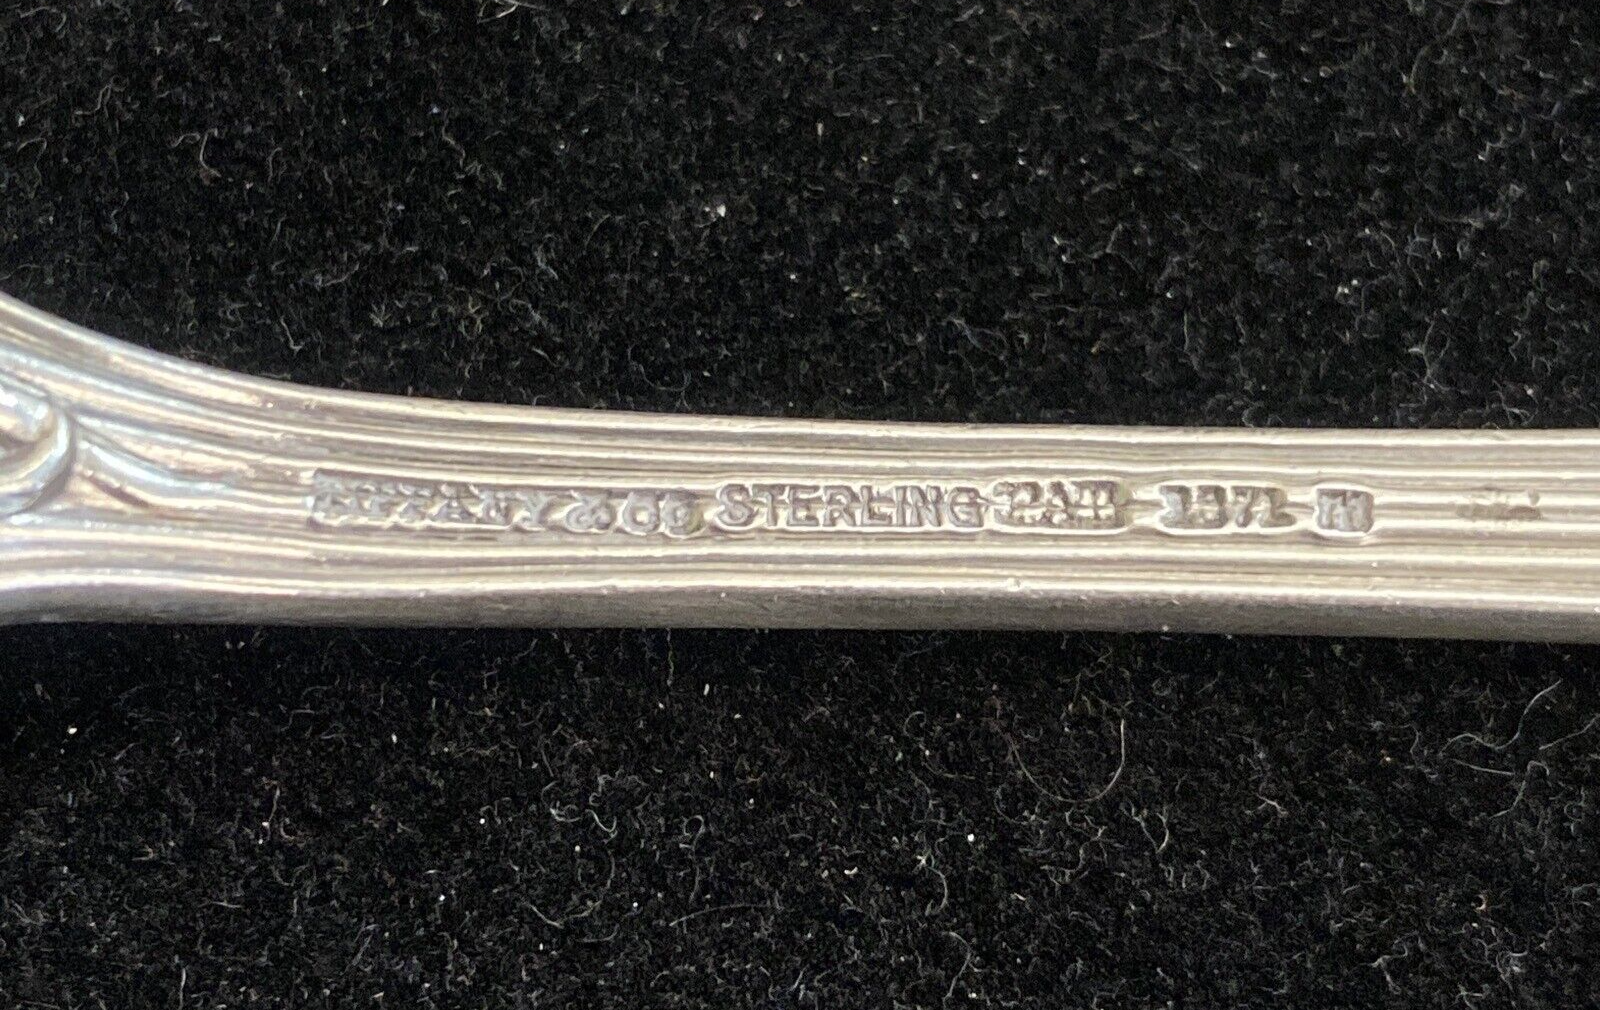 TIFFANY & CO STERLING PAT. 1871 M